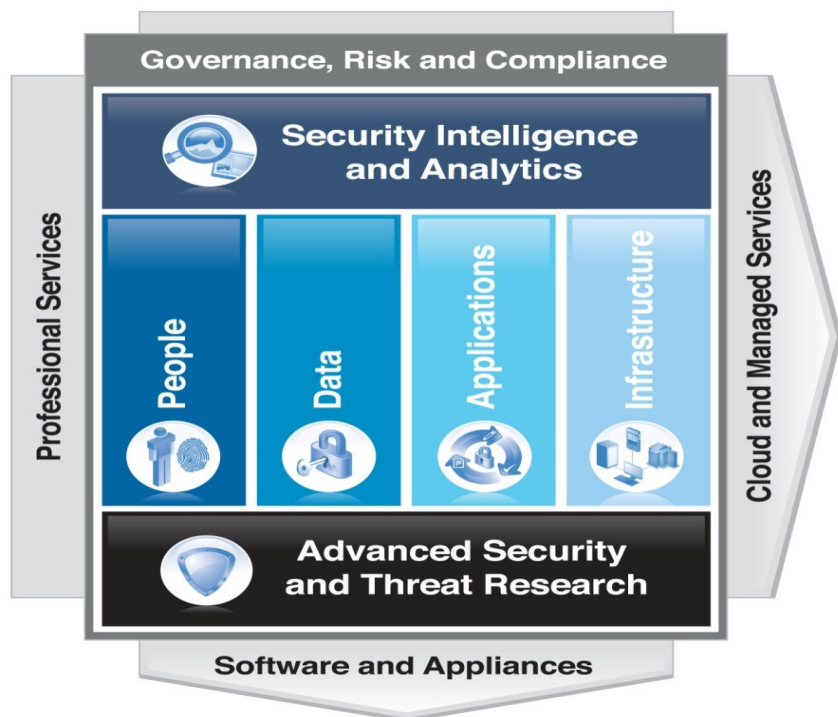 Governance, Risk and Compliance
Security Intelligence
and Analytics
Professional Services
People
Data
Applications
Infrastructure
Cloud and Managed Services
Advanced Security
and Threat Research
Software and Appliances